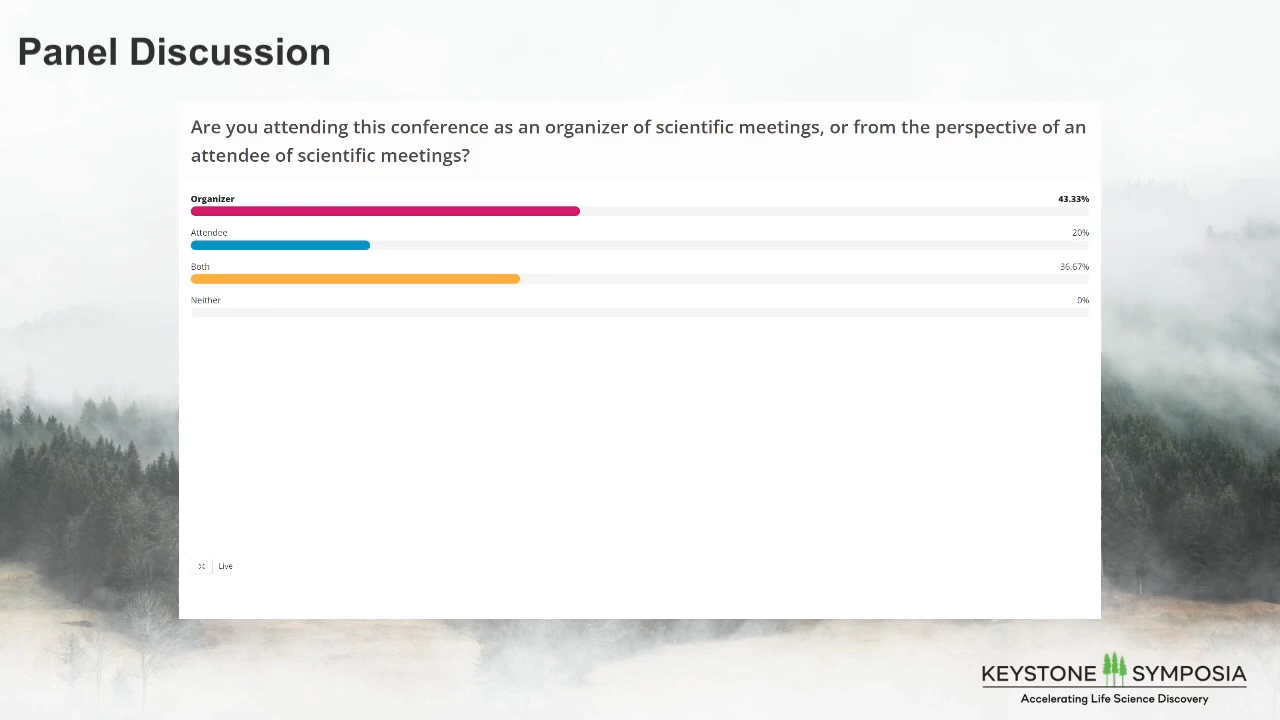 Panel Discussion
Are you attending this conference as an organizer of scientific meetings, or from the perspective of an
attendee of scientific meetings?
Organizer 43.33%
Attendee 20%
Both 36.67%
Neither 0%
Live
KEYSTONE SYMPOSIA
Accelerating Life Science Discovery